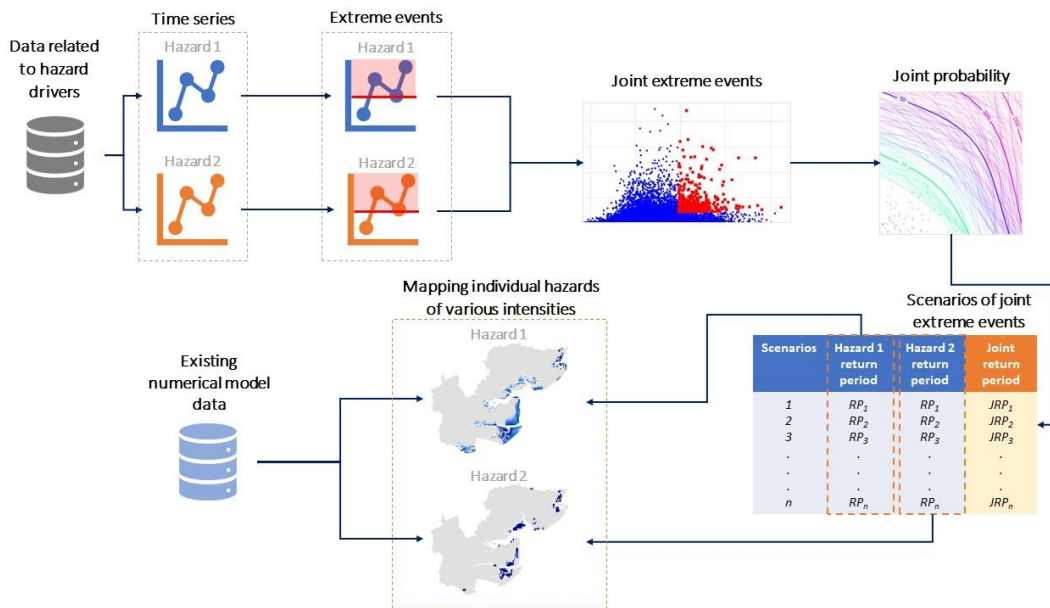 Data related
to hazard
drivers
Time series
Hazard 1
Hazard 2
Extreme events
Hazard 1
Hazard 2
Joint extreme events
Joint probability
Scenarios of joint
extreme events
Scenarios
Hazard 1
return
period
Hazard 2
return
period
Joint
return
period
1 RP1 RP1 JRP1
2 RP2 RP2 JRP2
3 RP3 RP3 JRP3
. . . .
. . . .
. . . .
n RPn RPn JRPn
Mapping individual hazards
of various intensities
Hazard 1
Hazard 2
Existing
numerical model
data